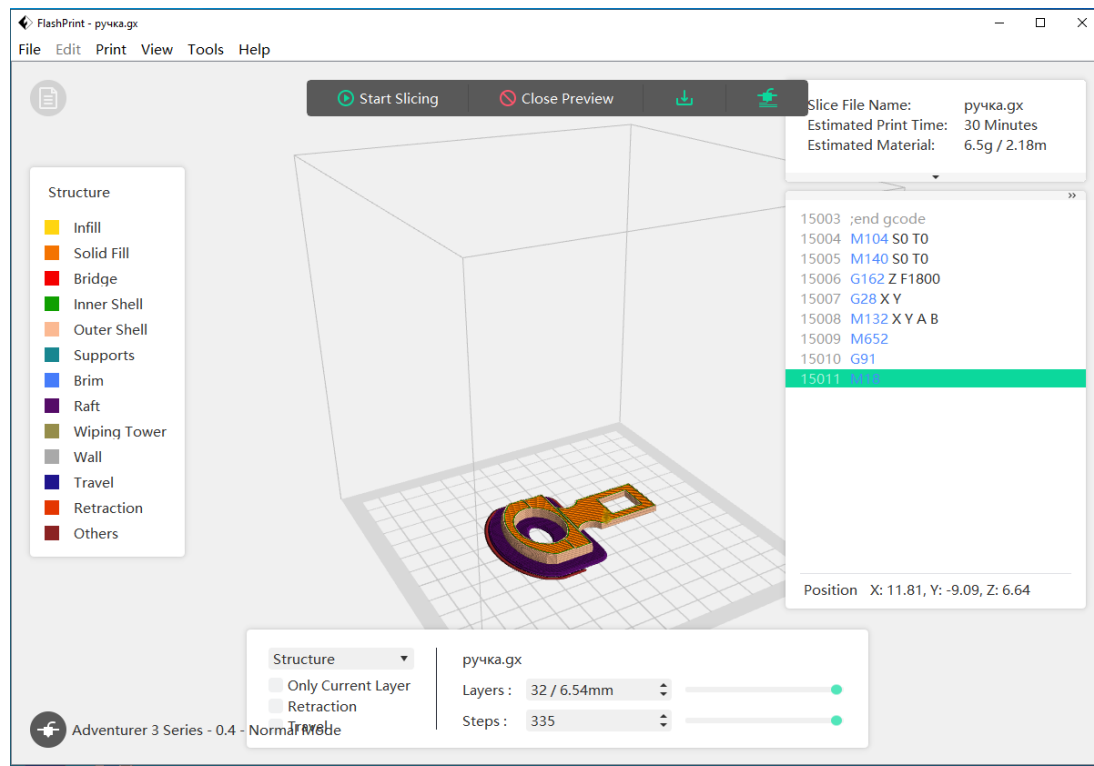 FlashPrint - ручка.gx
File Edit Print View Tools Help
Start Slicing Close Preview
Slice File Name: ручка.gx
Estimated Print Time: 30 Minutes
Estimated Material: 6.5g / 2.18m
Structure
Infill
Solid Fill
Bridge
Inner Shell
Outer Shell
Supports
Brim
Raft
Wiping Tower
Wall
Travel
Retraction
Others
»
15003 ;end gcode
15004 M104 S0 T0
15005 M140 S0 T0
15006 G162 Z F1800
15007 G28 X Y
15008 M132 X Y A B
15009 M652
15010 G91
15011 M18
Position X: 11.81, Y: -9.09, Z: 6.64
Structure
Only Current Layer
Retraction
Travel
ручка.gx
Layers : 32 / 6.54mm
Steps : 335
Adventurer 3 Series - 0.4 - Normal Mode